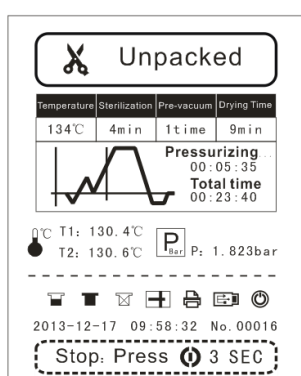 Unpacked
Temperature Sterilization Pre-vacuum Drying Time
134℃ 4min 1time 9min
Pressurizing...
00:05:35
Total time
00:23:40
℃ T1: 130.4℃
T2: 130.6℃
P Bar P: 1.823bar
2013-12-17 09:58:32 No.00016
Stop: Press 3 SEC